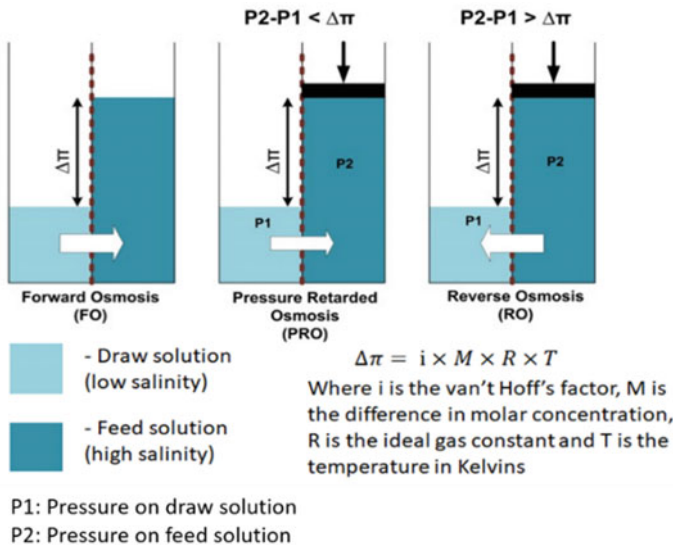 P2-P1 < Δπ
P2-P1 > Δπ
Δπ
Δπ
P2
P1
Δπ
P2
P1
Forward Osmosis
(FO)
Pressure Retarded
Osmosis
(PRO)
Reverse Osmosis
(RO)
- Draw solution
(low salinity)
- Feed solution
(high salinity)
Δπ = i × M × R × T
Where i is the van't Hoff's factor, M is
the difference in molar concentration,
R is the ideal gas constant and T is the
temperature in Kelvins
P1: Pressure on draw solution
P2: Pressure on feed solution